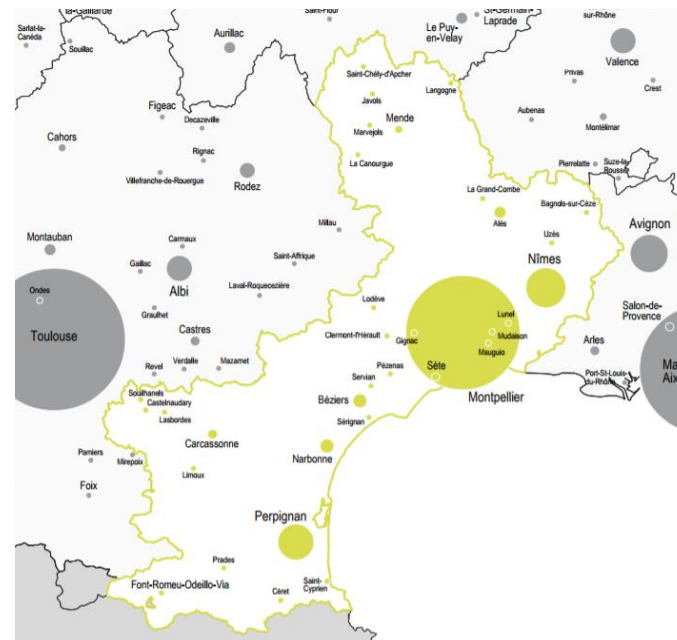 la-Gaillarde
Sarlat-la-
Canéda
Souillac
Aurillac
Saint-Flour
Le Puy-
en-Velay
St-Germain-
Laprade
sur-Rhône
Valence
Privas
Crest
Aubenas
Montélimar
Pierrelatte
Suze-la-
Rousse
Saint-Chély-d'Apcher
Langogne
Javols
Mende
Marvejols
La Canourgue
Figeac
Decazeville
Cahors
Rignac
Villefranche-de-Rouergue
Rodez
La Grand-Combe
Alès
Bagnols-sur-Cèze
Uzès
Nîmes
Avignon
Millau
Montauban
Carmaux
Gaillac
Albi
Saint-Affrique
Laval-Roquecezière
Ondes
Toulouse
Graulhet
Castres
Lodève
Clermont-l'Hérault
Gignac
Lunel
Mudaison
Mauguio
Salon-de-
Provence
Arles
Ma
Aix
Port-St-Louis-
du-Rhône
Revel
Verdalle
Mazamet
Pézenas
Sète
Servian
Montpellier
Béziers
Sérignan
Souilhanels
Castelnaudary
Lasbordes
Carcassonne
Narbonne
Pamiers
Mirepoix
Limoux
Foix
Perpignan
Prades
Font-Romeu-Odeillo-Via
Saint-
Cyprien
Céret